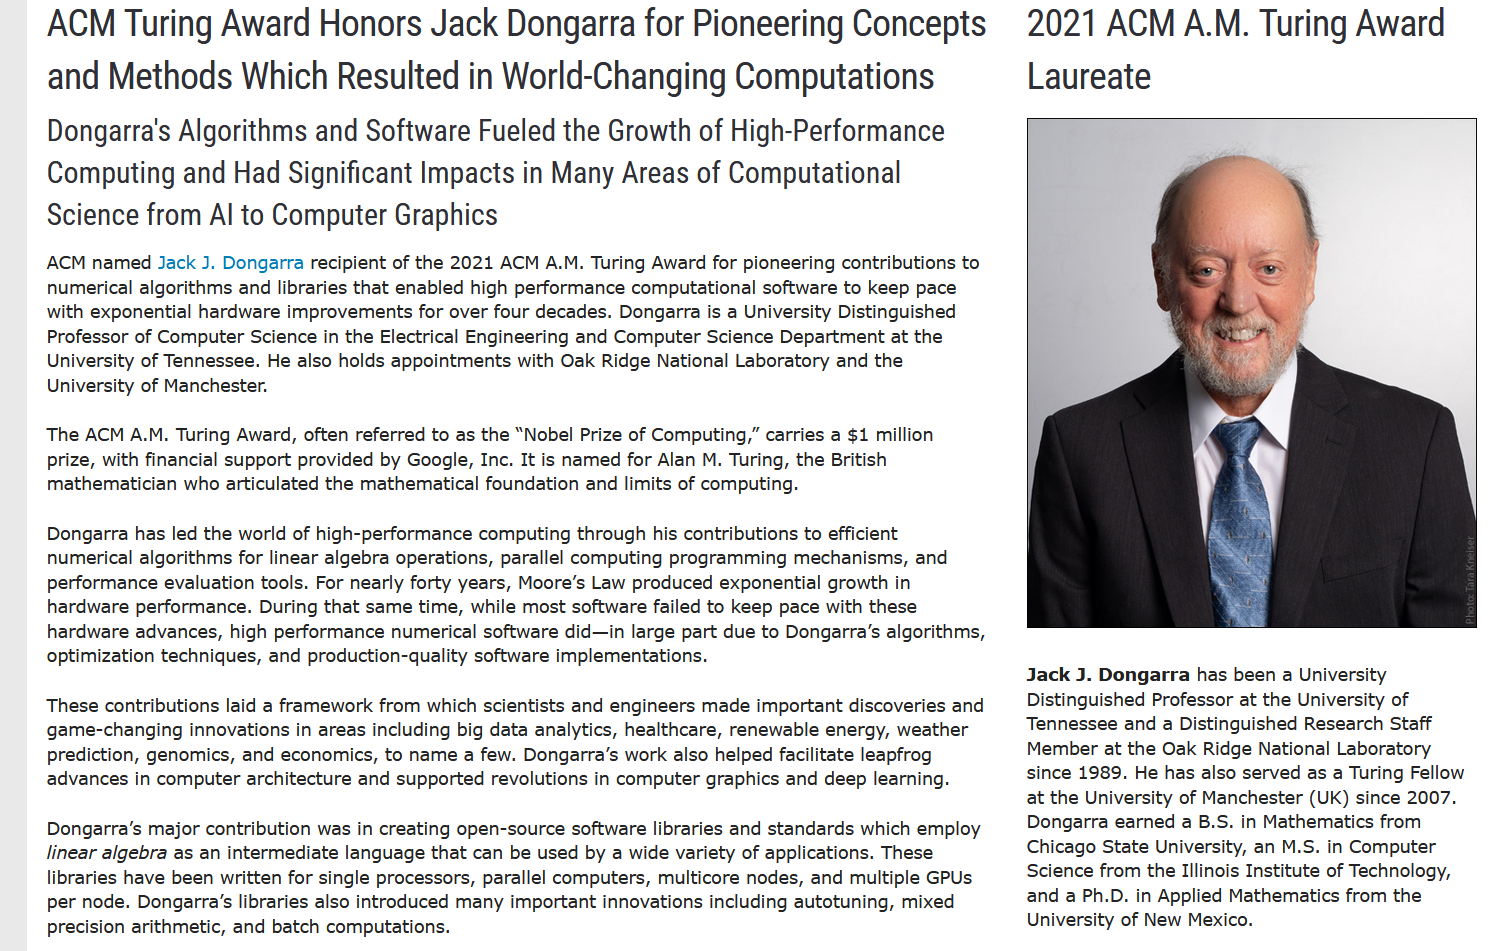 ACM Turing Award Honors Jack Dongarra for Pioneering Concepts
and Methods Which Resulted in World-Changing Computations
Dongarra's Algorithms and Software Fueled the Growth of High-Performance
Computing and Had Significant Impacts in Many Areas of Computational
Science from AI to Computer Graphics
ACM named Jack J. Dongarra recipient of the 2021 ACM A.M. Turing Award for pioneering contributions to
numerical algorithms and libraries that enabled high performance computational software to keep pace
with exponential hardware improvements for over four decades. Dongarra is a University Distinguished
Professor of Computer Science in the Electrical Engineering and Computer Science Department at the
University of Tennessee. He also holds appointments with Oak Ridge National Laboratory and the
University of Manchester.
The ACM A.M. Turing Award, often referred to as the “Nobel Prize of Computing,” carries a $1 million
prize, with financial support provided by Google, Inc. It is named for Alan M. Turing, the British
mathematician who articulated the mathematical foundation and limits of computing.
Dongarra has led the world of high-performance computing through his contributions to efficient
numerical algorithms for linear algebra operations, parallel computing programming mechanisms, and
performance evaluation tools. For nearly forty years, Moore’s Law produced exponential growth in
hardware performance. During that same time, while most software failed to keep pace with these
hardware advances, high performance numerical software did—in large part due to Dongarra’s algorithms,
optimization techniques, and production-quality software implementations.
These contributions laid a framework from which scientists and engineers made important discoveries and
game-changing innovations in areas including big data analytics, healthcare, renewable energy, weather
prediction, genomics, and economics, to name a few. Dongarra’s work also helped facilitate leapfrog
advances in computer architecture and supported revolutions in computer graphics and deep learning.
Dongarra’s major contribution was in creating open-source software libraries and standards which employ
linear algebra as an intermediate language that can be used by a wide variety of applications. These
libraries have been written for single processors, parallel computers, multicore nodes, and multiple GPUs
per node. Dongarra’s libraries also introduced many important innovations including autotuning, mixed
precision arithmetic, and batch computations.
2021 ACM A.M. Turing Award
Laureate
Photo: Tara Kneiser
Jack J. Dongarra has been a University
Distinguished Professor at the University of
Tennessee and a Distinguished Research Staff
Member at the Oak Ridge National Laboratory
since 1989. He has also served as a Turing Fellow
at the University of Manchester (UK) since 2007.
Dongarra earned a B.S. in Mathematics from
Chicago State University, an M.S. in Computer
Science from the Illinois Institute of Technology,
and a Ph.D. in Applied Mathematics from the
University of New Mexico.